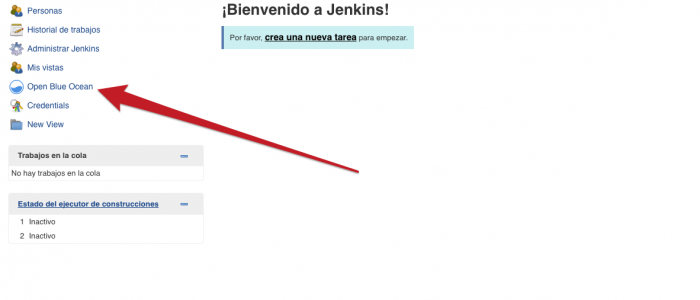 Personas
Historial de trabajos
Administrar Jenkins
Mis vistas
Open Blue Ocean
Credentials
New View
Trabajos en la cola
No hay trabajos en la cola
Estado del ejecutor de construcciones
1 Inactivo
2 Inactivo
¡Bienvenido a Jenkins!
Por favor, crea una nueva tarea para empezar.